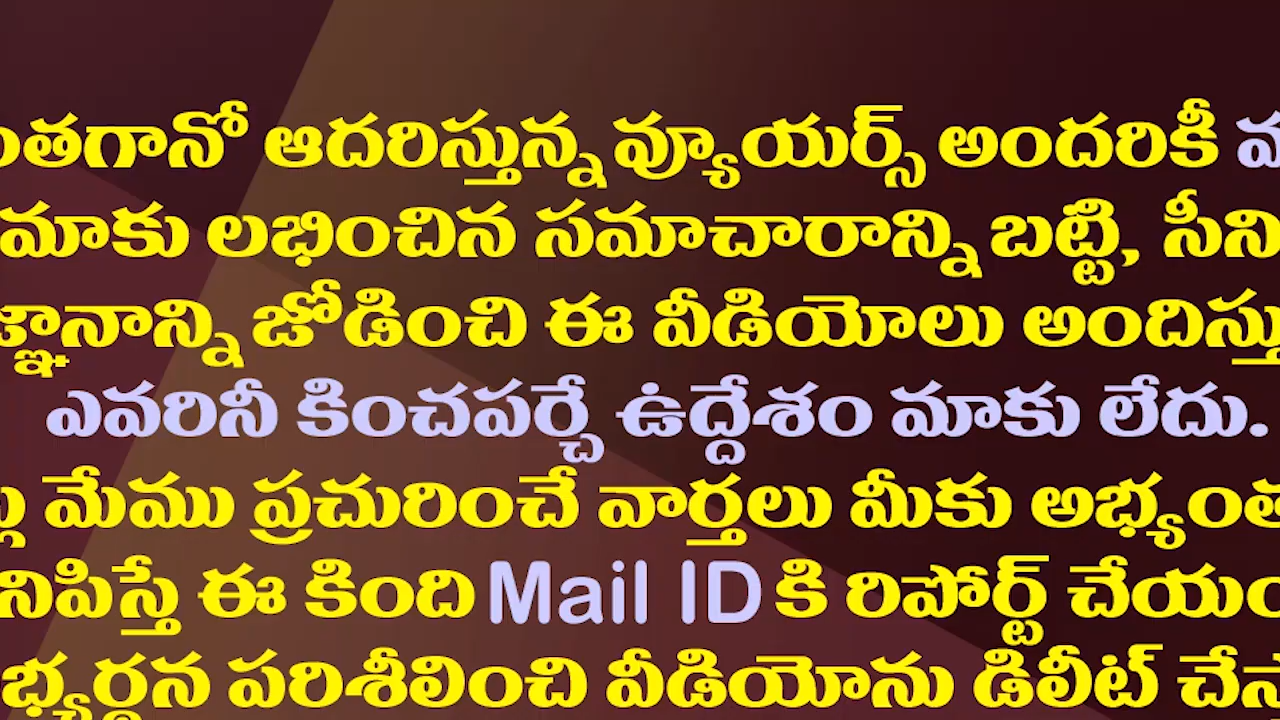 ంతగానో ఆదరిస్తున్న వ్యూయర్స్ అందరికీ
మాకు లభించిన సమాచారాన్ని బట్టి, సీని
జ్ఞానాన్ని జోడించి ఈ వీడియోలు అందిస్తు
ఎవరినీ కించపర్చే ఉద్దేశం మాకు లేదు.
మేము ప్రచురించే వార్తలు మీకు అభ్యంత
నిపిస్తే ఈ కింది Mail ID కి రిపోర్ట్ చేయం
భ్యర్థన పరిశీలించి వీడియోను డిలీట్ చేస